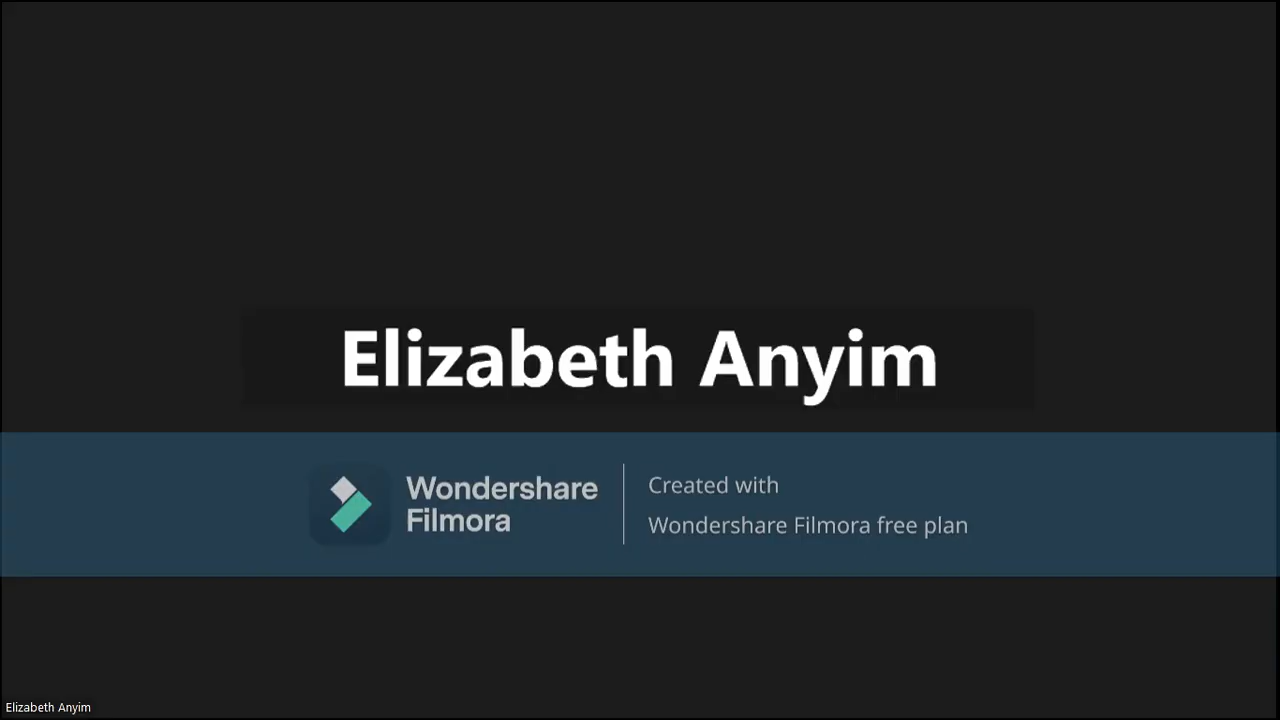 Elizabeth Anyim
Wondershare
Filmora
Created with
Wondershare Filmora free plan
Elizabeth Anyim